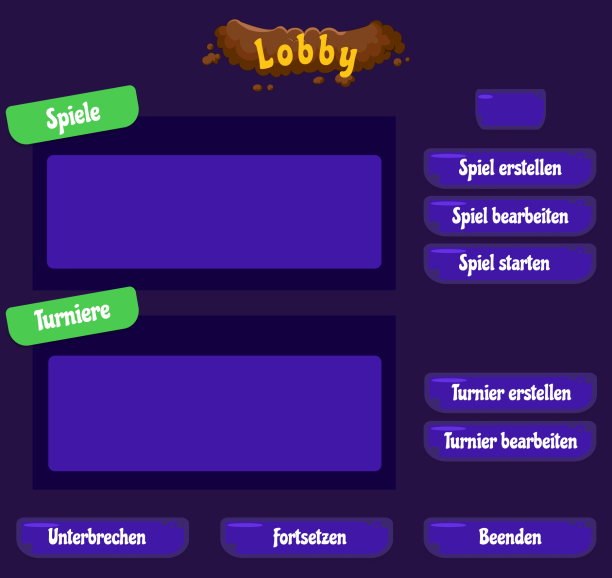 Lobby
Spiele
Spiel erstellen
Spiel bearbeiten
Spiel starten
Turniere
Turnier erstellen
Turnier bearbeiten
Unterbrechen
Fortsetzen
Beenden